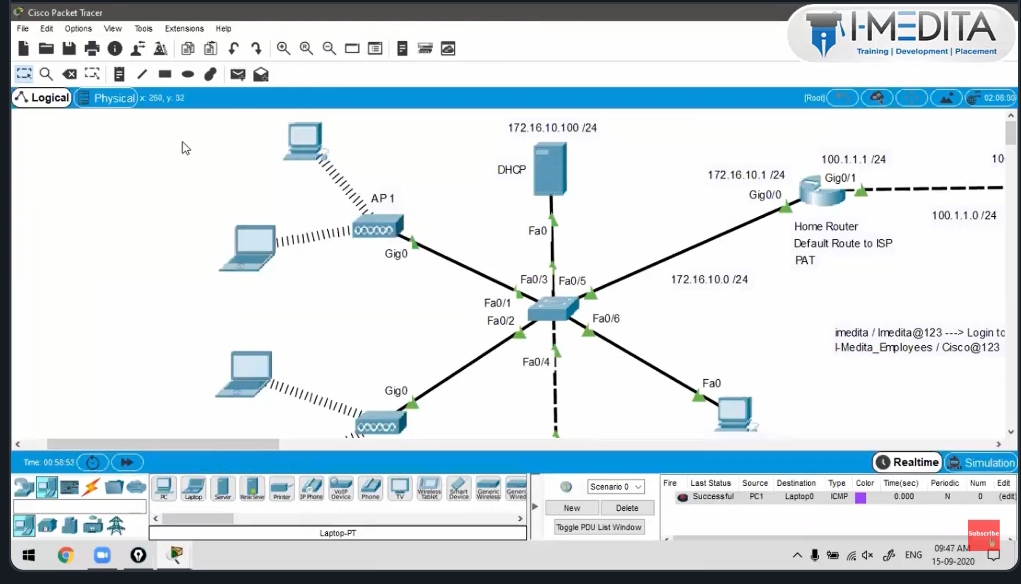 Cisco Packet Tracer
I-MEDITA
Training | Development | Placement
File Edit Options View Tools Extensions Help
Logical Physical x: 260, y: 32 [Root] 02:08:00
172.16.10.100 /24
DHCP
172.16.10.1 /24
100.1.1.1 /24
10
Gig0/1
Gig0/0
AP 1
100.1.1.0 /24
Home Router
Default Route to ISP
PAT
Fa0
Gig0
Fa0/3 Fa0/5
172.16.10.0 /24
Fa0/1
Fa0/2
Fa0/6
imedita / Imedita@123 ---> Login to
I-Medita_Employees / Cisco@123
Fa0/4
Gig0
Fa0
Time: 00:58:53
Realtime Simulation
PC Laptop Server Printer IP Phone VoIP Device Phone TV Wireless Tablet Smart Device Generic Wireless Generic Wired
Laptop-PT
Scenario 0
New Delete
Toggle PDU List Window
Fire Last Status Source Destination Type Color Time(sec) Periodic Num Edit
Successful PC1 Laptop0 ICMP 0.000 N 0 (edit
Subscribe
ENG
09:47 AM
15-09-2020